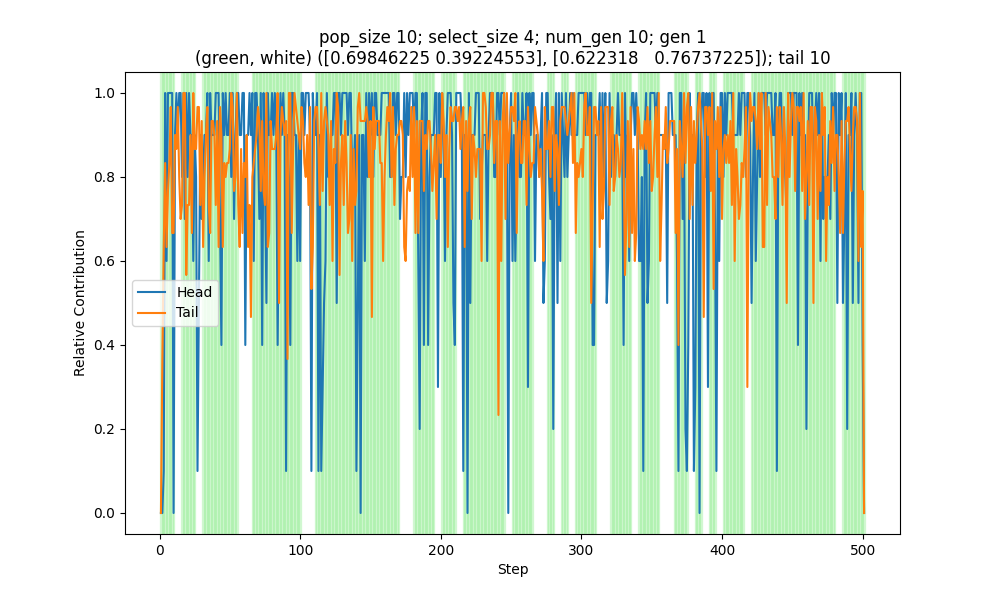 pop_size 10; select_size 4; num_gen 10; gen 1
(green, white) ([0.69846225 0.39224553], [0.622318   0.76737225]); tail 10
1.0
0.8
0.6
0.4
0.2
0.0
Relative Contribution
Head
Tail
0 100 200 300 400 500
Step